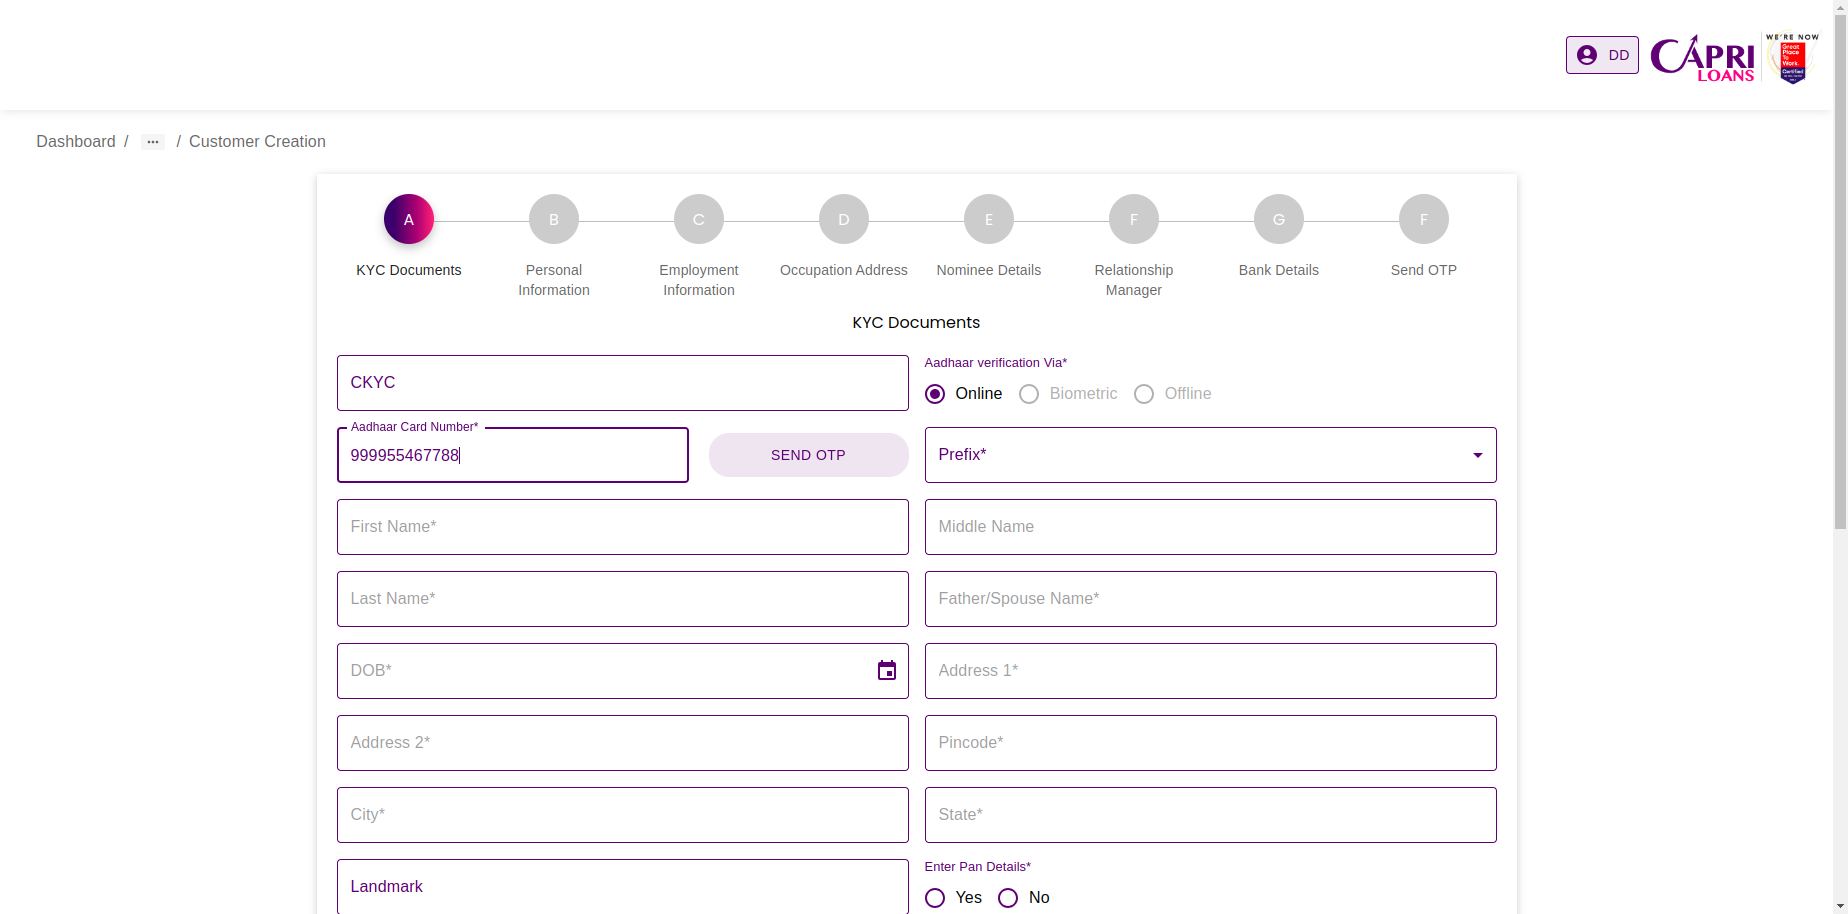 DD
CAPRI
LOANS
WE'RE NOW
Great
Place
To
Work.
Certified
Dashboard / ... / Customer Creation
A
B
C
D
E
F
G
F
KYC Documents
Personal
Information
Employment
Information
Occupation Address
Nominee Details
Relationship
Manager
Bank Details
Send OTP
KYC Documents
CKYC
Aadhaar verification Via*
Online
Biometric
Offline
Aadhaar Card Number*
999955467788
SEND OTP
Prefix*
First Name*
Middle Name
Last Name*
Father/Spouse Name*
DOB*
Address 1*
Address 2*
Pincode*
City*
State*
Landmark
Enter Pan Details*
Yes
No